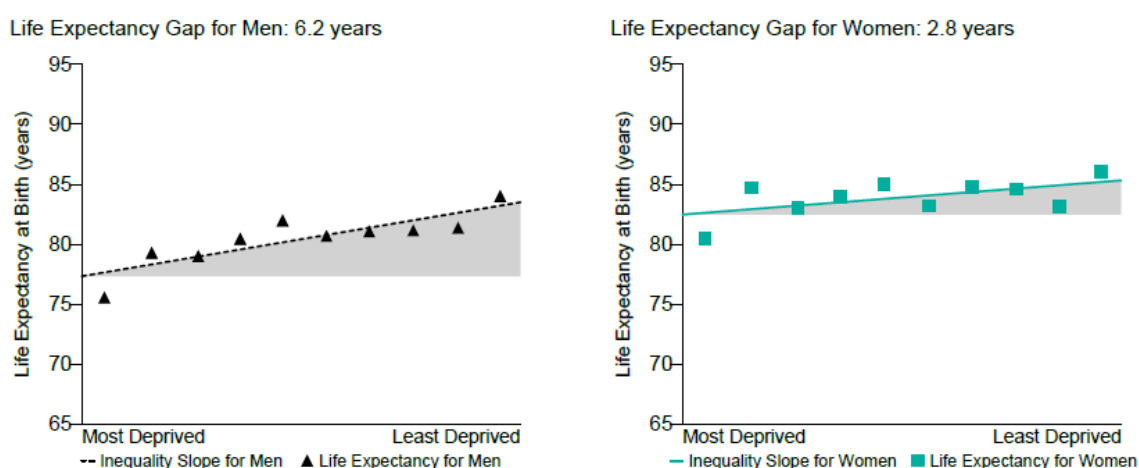 Life Expectancy Gap for Men: 6.2 years
Life Expectancy at Birth (years)
95
90
85
80
75
70
65
Most Deprived Least Deprived
Inequality Slope for Men Life Expectancy for Men
Life Expectancy Gap for Women: 2.8 years
Life Expectancy at Birth (years)
95
90
85
80
75
70
65
Most Deprived Least Deprived
Inequality Slope for Women Life Expectancy for Women